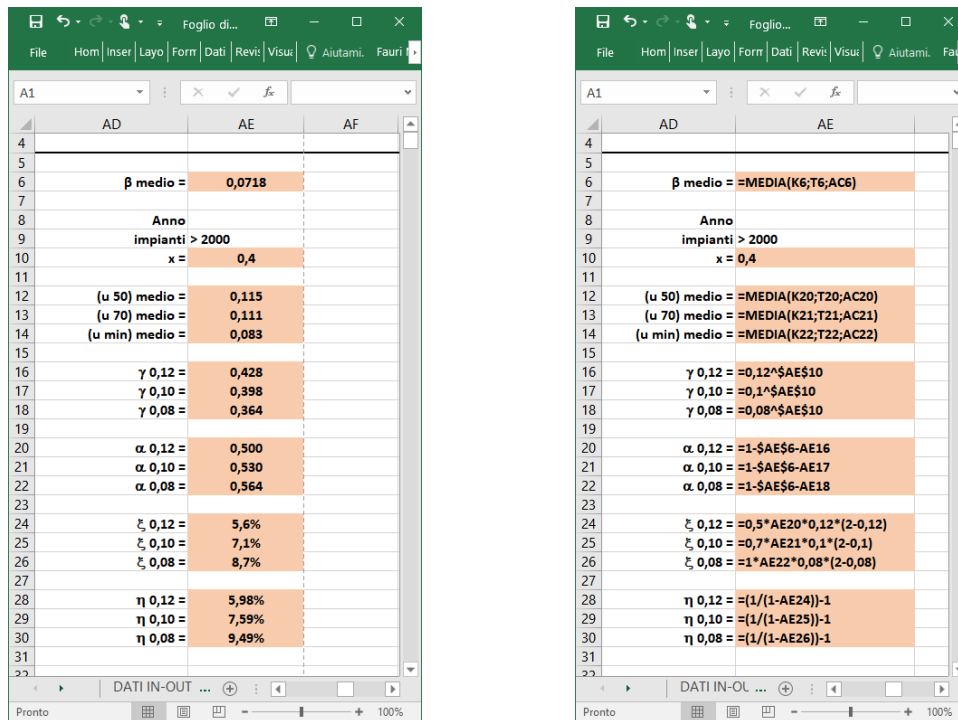 Foglio di...
File Hom Inser Layo Form Dati Revis Visua Aiutami. Fauri
A1 fx
AD AE AF
4
5
6 β medio = 0,0718
7
8 Anno
9 impianti > 2000
10 x = 0,4
11
12 (u 50) medio = 0,115
13 (u 70) medio = 0,111
14 (u min) medio = 0,083
15
16 γ 0,12 = 0,428
17 γ 0,10 = 0,398
18 γ 0,08 = 0,364
19
20 α 0,12 = 0,500
21 α 0,10 = 0,530
22 α 0,08 = 0,564
23
24 ξ 0,12 = 5,6%
25 ξ 0,10 = 7,1%
26 ξ 0,08 = 8,7%
27
28 η 0,12 = 5,98%
29 η 0,10 = 7,59%
30 η 0,08 = 9,49%
31
32
DATI IN-OUT ...
Pronto 100%
Foglio...
File Hom Inser Layo Form Dati Revis Visua Aiutami. Fau
A1 fx
AD AE
4
5
6 β medio = =MEDIA(K6;T6;AC6)
7
8 Anno
9 impianti > 2000
10 x = 0,4
11
12 (u 50) medio = =MEDIA(K20;T20;AC20)
13 (u 70) medio = =MEDIA(K21;T21;AC21)
14 (u min) medio = =MEDIA(K22;T22;AC22)
15
16 γ 0,12 = =0,12^$AE$10
17 γ 0,10 = =0,1^$AE$10
18 γ 0,08 = =0,08^$AE$10
19
20 α 0,12 = =1-$AE$6-AE16
21 α 0,10 = =1-$AE$6-AE17
22 α 0,08 = =1-$AE$6-AE18
23
24 ξ 0,12 = =0,5*AE20*0,12*(2-0,12)
25 ξ 0,10 = =0,7*AE21*0,1*(2-0,1)
26 ξ 0,08 = =1*AE22*0,08*(2-0,08)
27
28 η 0,12 = =(1/(1-AE24))-1
29 η 0,10 = =(1/(1-AE25))-1
30 η 0,08 = =(1/(1-AE26))-1
31
32
DATI IN-OU ...
Pronto 100%